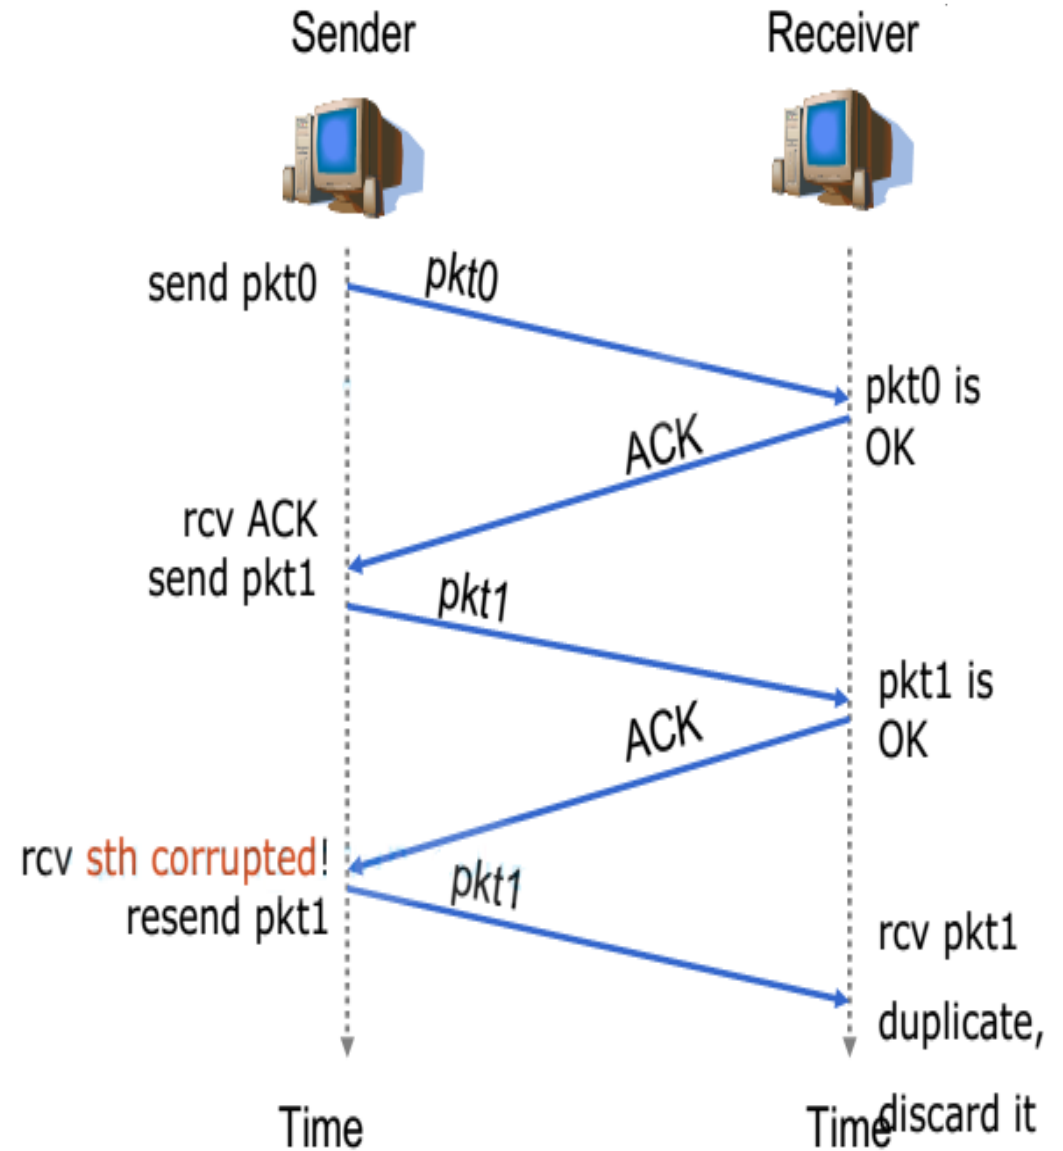 Sender
Receiver
send pkt0
pkt0
pkt0 is
OK
ACK
rcv ACK
send pkt1
pkt1
pkt1 is
OK
ACK
rcv sth corrupted!
resend pkt1
pkt1
rcv pkt1
duplicate,
discard it
Time
Time